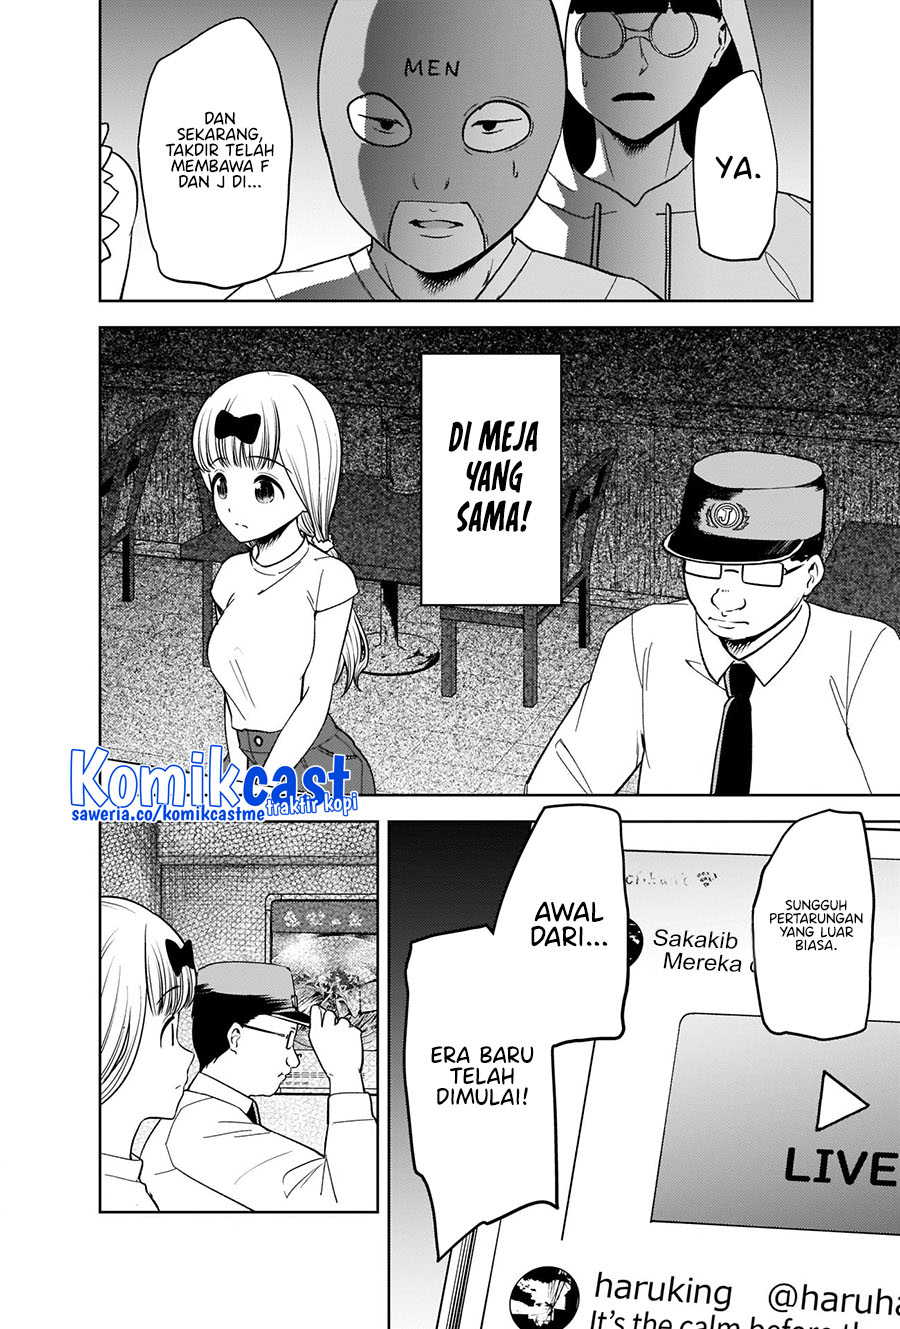 YA.
MEN
DAN
SEKARANG,
TAKDIR TELAH
MEMBAWA F
DAN J DI...
DI MEJA
YANG
SAMA!
J
Komikcast
saweria.co/komikcastme
traktir kopi
SUNGGUH
PERTARUNGAN
YANG LUAR
BIASA.
AWAL
DARI...
ERA BARU
TELAH
DIMULAI!
Sakakib
Mereka
LIVE
haruking @haruha
It's the calm before the